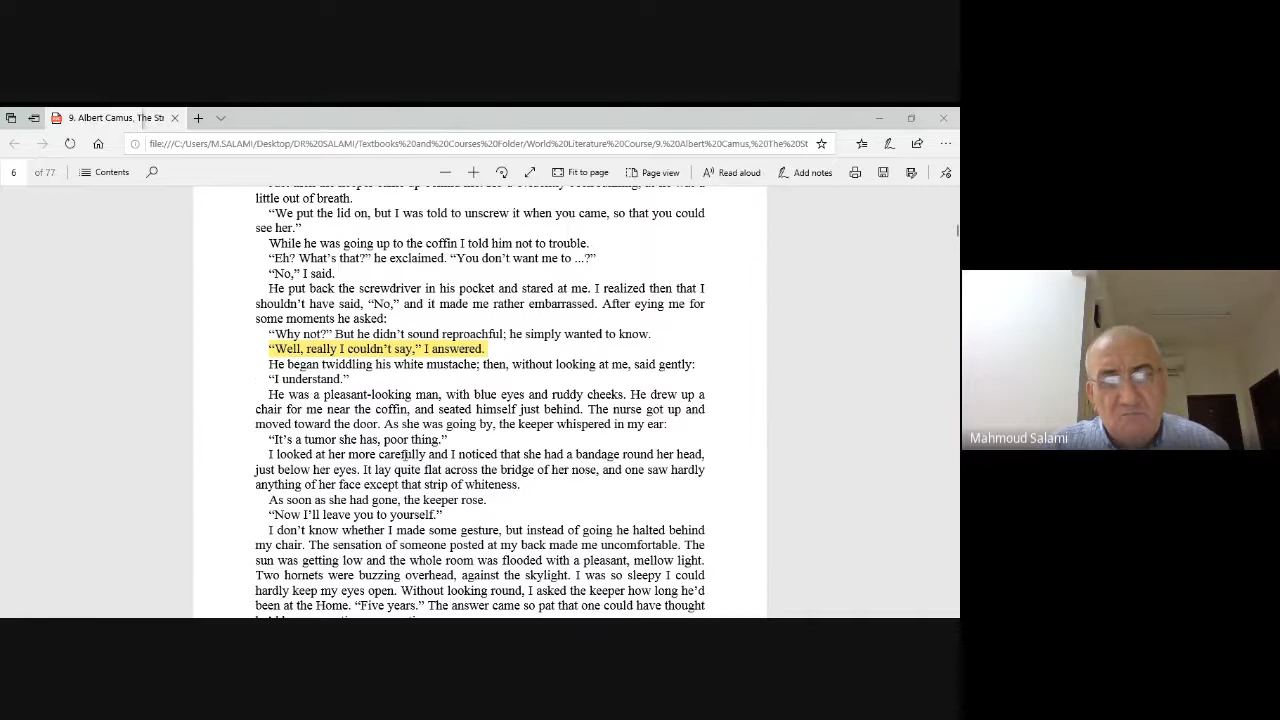 9. Albert Camus, The Str
file:///C:/Users/M.SALAMI/Desktop/DR%20SALAMI/Textbooks%20and%20Courses%20Folder/World%20Literature%20Course/9.%20Albert%20Camus,%20The%20St
6 of 77 Contents Fit to page Page view Read aloud Add notes
little out of breath.
“We put the lid on, but I was told to unscrew it when you came, so that you could
see her.”
While he was going up to the coffin I told him not to trouble.
“Eh? What’s that?” he exclaimed. “You don’t want me to ...?”
“No,” I said.
He put back the screwdriver in his pocket and stared at me. I realized then that I
shouldn’t have said, “No,” and it made me rather embarrassed. After eying me for
some moments he asked:
“Why not?” But he didn’t sound reproachful; he simply wanted to know.
“Well, really I couldn’t say,” I answered.
He began twiddling his white mustache; then, without looking at me, said gently:
“I understand.”
He was a pleasant-looking man, with blue eyes and ruddy cheeks. He drew up a
chair for me near the coffin, and seated himself just behind. The nurse got up and
moved toward the door. As she was going by, the keeper whispered in my ear:
“It’s a tumor she has, poor thing.”
I looked at her more carefully and I noticed that she had a bandage round her head,
just below her eyes. It lay quite flat across the bridge of her nose, and one saw hardly
anything of her face except that strip of whiteness.
As soon as she had gone, the keeper rose.
“Now I’ll leave you to yourself.”
I don’t know whether I made some gesture, but instead of going he halted behind
my chair. The sensation of someone posted at my back made me uncomfortable. The
sun was getting low and the whole room was flooded with a pleasant, mellow light.
Two hornets were buzzing overhead, against the skylight. I was so sleepy I could
hardly keep my eyes open. Without looking round, I asked the keeper how long he’d
been at the Home. “Five years.” The answer came so pat that one could have thought
Mahmoud Salami